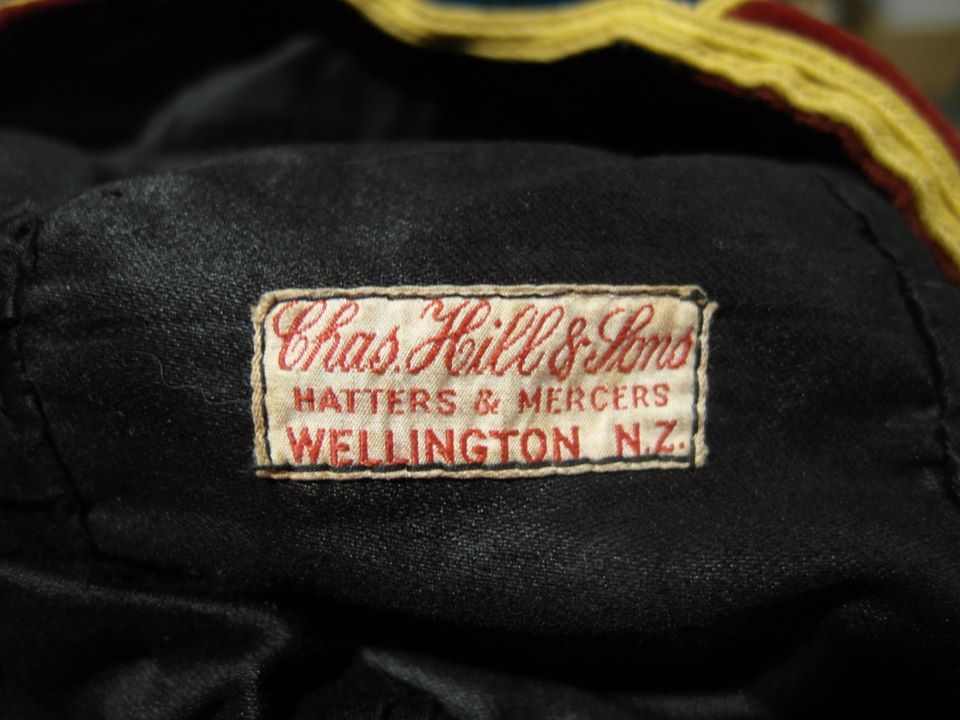 Chas. Hill & Sons
HATTERS & MERCERS
WELLINGTON N.Z.